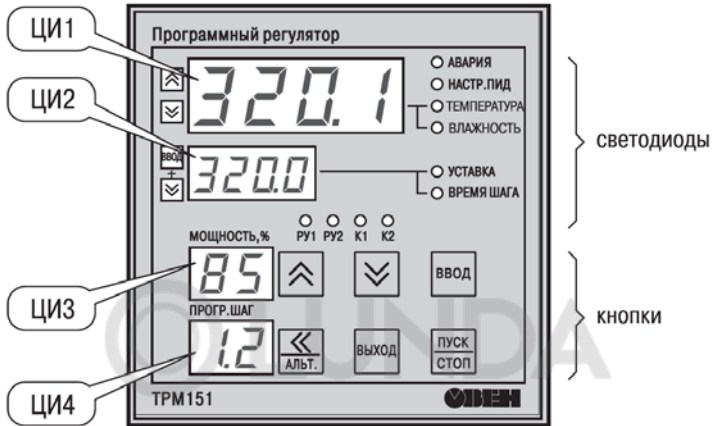 ЦИ1
Программный регулятор
320.1
АВАРИЯ
НАСТР.ПИД
ТЕМПЕРАТУРА
ВЛАЖНОСТЬ
ЦИ2
ВВОД
+
320.0
УСТАВКА
ВРЕМЯ ШАГА
светодиоды
РУ1 РУ2 К1 К2
МОЩНОСТЬ,%
85
ВВОД
ЦИ3
ПРОГР.ШАГ
кнопки
1.2
АЛЬТ.
ВЫХОД
ПУСК
СТОП
LUNDA
ЦИ4
ТРМ151
ОВЕН